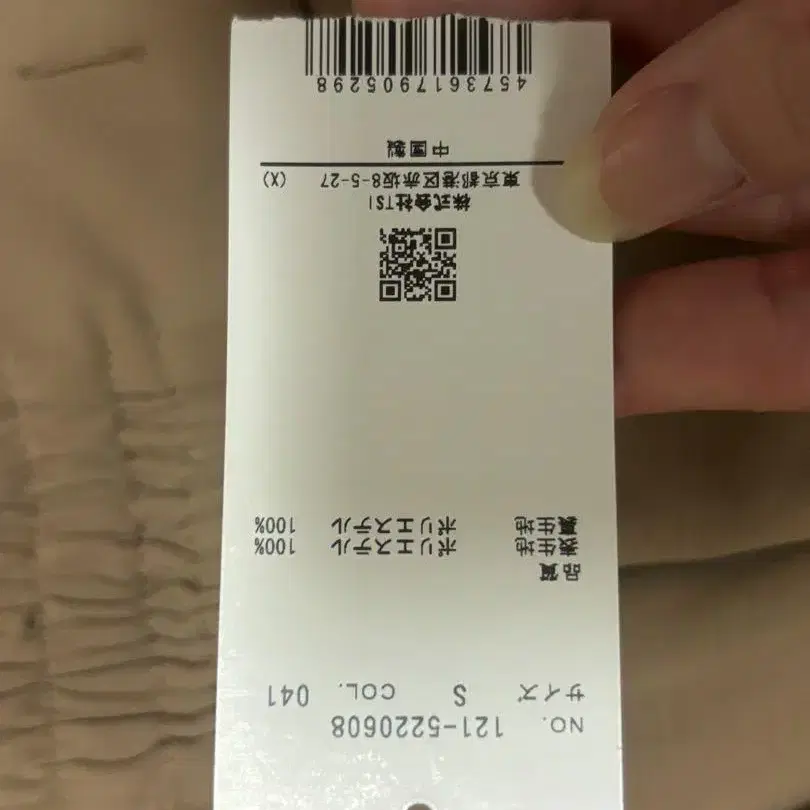 NO. 121-5220608
サイズ S COL. 041
品質
表生地 ポリエステル 100%
裏生地 ポリエステル 100%
株式会社TSI
東京都港区赤坂8-5-27 (X)
中国製
4573617905298